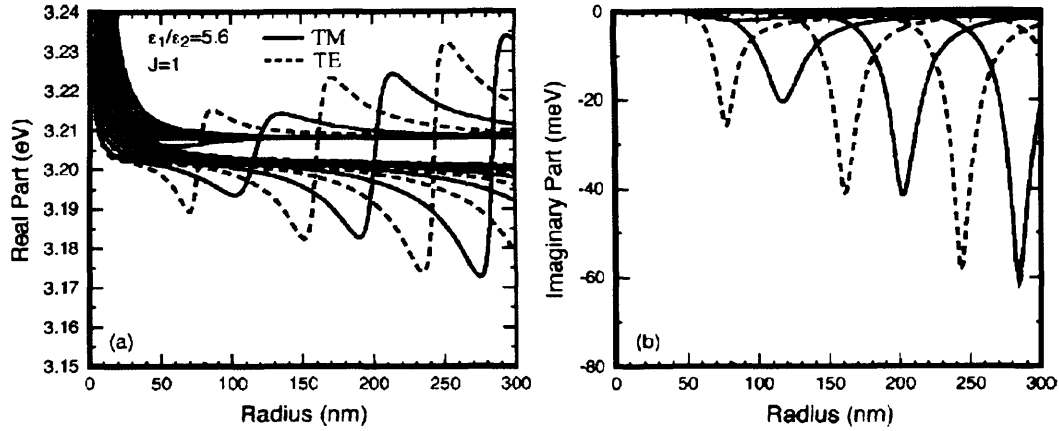 3.24
3.23
3.22
3.21
3.20
3.19
3.18
3.17
3.16
3.15
Real Part (eV)
ε₁/ε₂=5.6
J=1
TM
TE
(a)
0 50 100 150 200 250 300
Radius (nm)
0
-20
-40
-60
-80
Imaginary Part (meV)
(b)
0 50 100 150 200 250 300
Radius (nm)